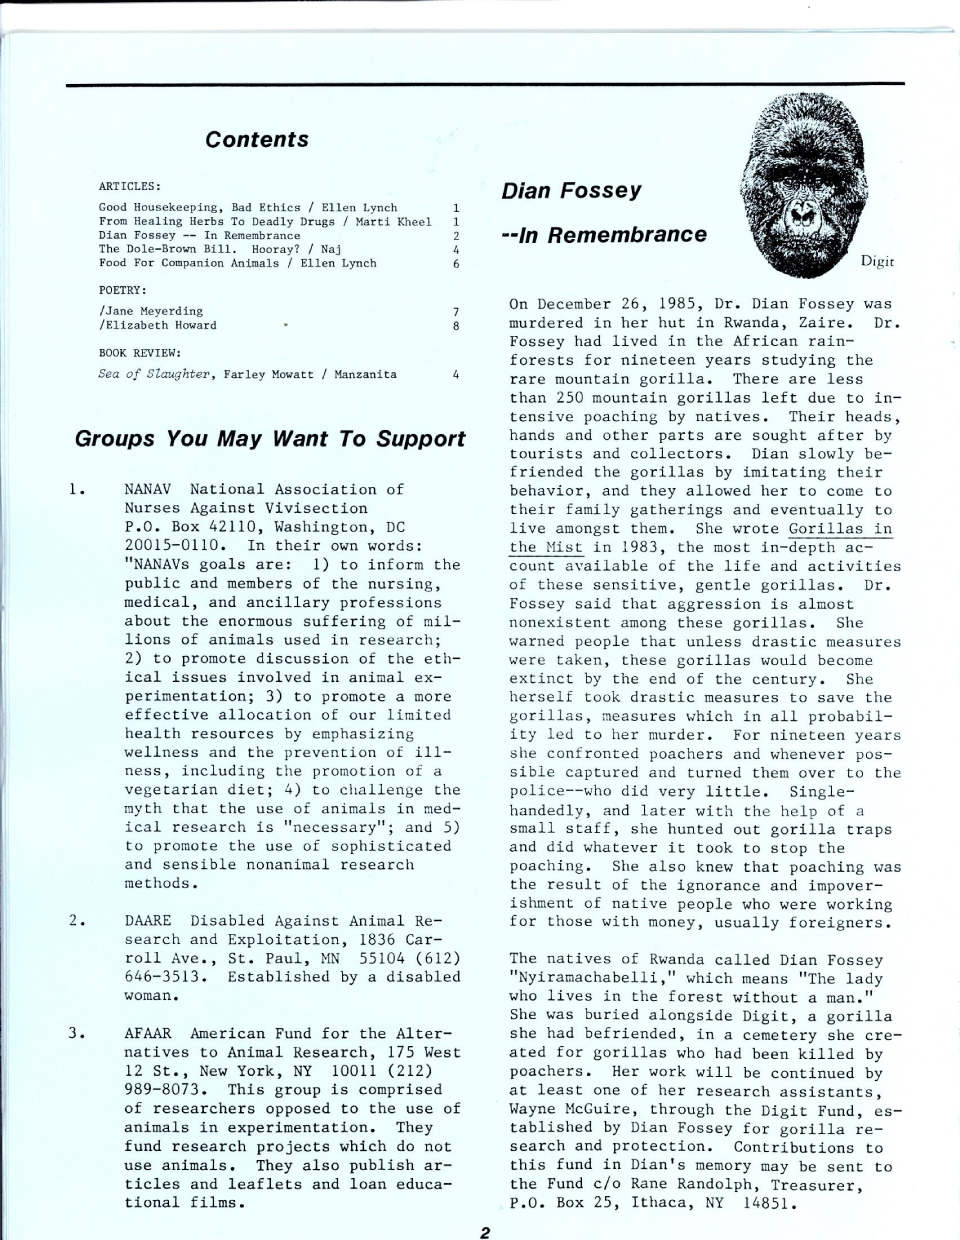 Contents
ARTICLES:
Good Housekeeping, Bad Ethics / Ellen Lynch 1
From Healing Herbs To Deadly Drugs / Marti Kheel 1
Dian Fossey -- In Remembrance 2
The Dole-Brown Bill. Hooray? / Naj 4
Food For Companion Animals / Ellen Lynch 6
POETRY:
/Jane Meyerding 7
/Elizabeth Howard 8
BOOK REVIEW:
Sea of Slaughter, Farley Mowatt / Manzanita 4
Groups You May Want To Support
1. NANAV National Association of
Nurses Against Vivisection
P.O. Box 42110, Washington, DC
20015-0110. In their own words:
"NANAVs goals are: 1) to inform the
public and members of the nursing,
medical, and ancillary professions
about the enormous suffering of mil-
lions of animals used in research;
2) to promote discussion of the eth-
ical issues involved in animal ex-
perimentation; 3) to promote a more
effective allocation of our limited
health resources by emphasizing
wellness and the prevention of ill-
ness, including the promotion of a
vegetarian diet; 4) to challenge the
myth that the use of animals in med-
ical research is "necessary"; and 5)
to promote the use of sophisticated
and sensible nonanimal research
methods.
2. DAARE Disabled Against Animal Re-
search and Exploitation, 1836 Car-
roll Ave., St. Paul, MN 55104 (612)
646-3513. Established by a disabled
woman.
3. AFAAR American Fund for the Alter-
natives to Animal Research, 175 West
12 St., New York, NY 10011 (212)
989-8073. This group is comprised
of researchers opposed to the use of
animals in experimentation. They
fund research projects which do not
use animals. They also publish ar-
ticles and leaflets and loan educa-
tional films.
Dian Fossey
--In Remembrance
Digit
On December 26, 1985, Dr. Dian Fossey was
murdered in her hut in Rwanda, Zaire. Dr.
Fossey had lived in the African rain-
forests for nineteen years studying the
rare mountain gorilla. There are less
than 250 mountain gorillas left due to in-
tensive poaching by natives. Their heads,
hands and other parts are sought after by
tourists and collectors. Dian slowly be-
friended the gorillas by imitating their
behavior, and they allowed her to come to
their family gatherings and eventually to
live amongst them. She wrote Gorillas in
the Mist in 1983, the most in-depth ac-
count available of the life and activities
of these sensitive, gentle gorillas. Dr.
Fossey said that aggression is almost
nonexistent among these gorillas. She
warned people that unless drastic measures
were taken, these gorillas would become
extinct by the end of the century. She
herself took drastic measures to save the
gorillas, measures which in all probabil-
ity led to her murder. For nineteen years
she confronted poachers and whenever pos-
sible captured and turned them over to the
police--who did very little. Single-
handedly, and later with the help of a
small staff, she hunted out gorilla traps
and did whatever it took to stop the
poaching. She also knew that poaching was
the result of the ignorance and impover-
ishment of native people who were working
for those with money, usually foreigners.
The natives of Rwanda called Dian Fossey
"Nyiramachabelli," which means "The lady
who lives in the forest without a man."
She was buried alongside Digit, a gorilla
she had befriended, in a cemetery she cre-
ated for gorillas who had been killed by
poachers. Her work will be continued by
at least one of her research assistants,
Wayne McGuire, through the Digit Fund, es-
tablished by Dian Fossey for gorilla re-
search and protection. Contributions to
this fund in Dian's memory may be sent to
the Fund c/o Rane Randolph, Treasurer,
P.O. Box 25, Ithaca, NY 14851.
2